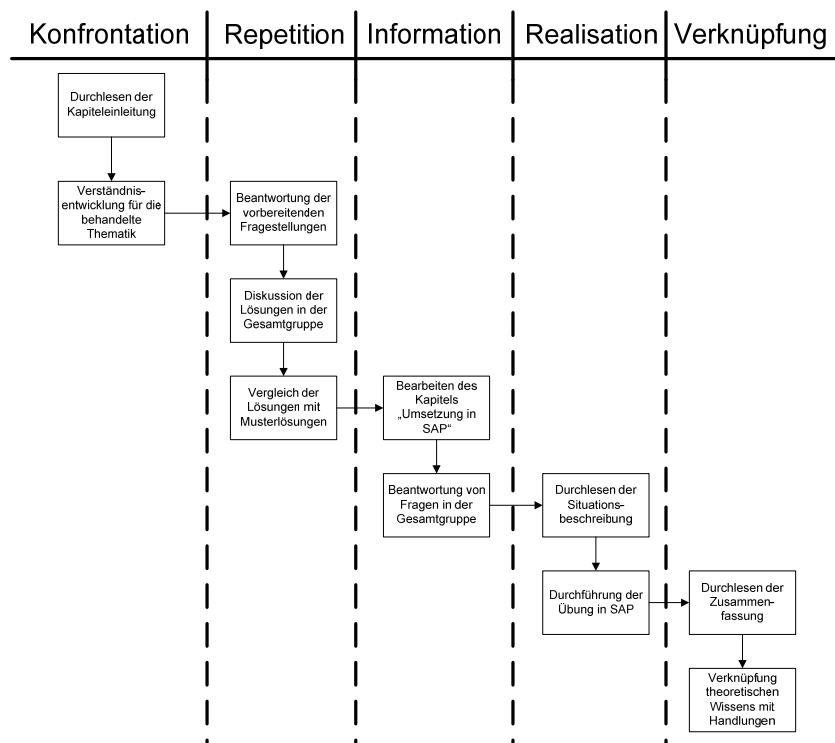 Konfrontation Repetition Information Realisation Verknüpfung
Durchlesen der
Kapiteleinleitung
Verständnis-
entwicklung für die
behandelte
Thematik
Beantwortung der
vorbereitenden
Fragestellungen
Diskussion der
Lösungen in der
Gesamtgruppe
Vergleich der
Lösungen mit
Musterlösungen
Bearbeiten des
Kapitels
„Umsetzung in
SAP“
Beantwortung von
Fragen in der
Gesamtgruppe
Durchlesen der
Situations-
beschreibung
Durchführung der
Übung in SAP
Durchlesen der
Zusammen-
fassung
Verknüpfung
theoretischen
Wissens mit
Handlungen